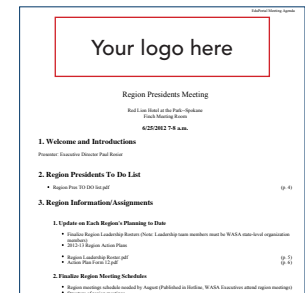 EduPortal Meeting Agenda
Your logo here
Region Presidents Meeting
Red Lion Hotel at the Park--Spokane
Finch Meeting Room
6/25/2012 7-8 a.m.
1. Welcome and Introductions
Presenter: Executive Director Paul Rosier
2. Region Presidents To Do List
• Region Pres TO DO list.pdf (p. 4)
3. Region Information/Assignments
1. Update on Each Region's Planning to Date
• Finalize Region Leadership Rosters (Note: Leadership team members must be WASA state-level organization
members)
• 2012-13 Region Action Plans
• Region Leadership Roster.pdf (p. 5)
• Action Plan Form 12.pdf (p. 6)
2. Finalize Region Meeting Schedules
• Region meetings schedule needed by August (Published in Hotline, WASA Executives attend region meetings)